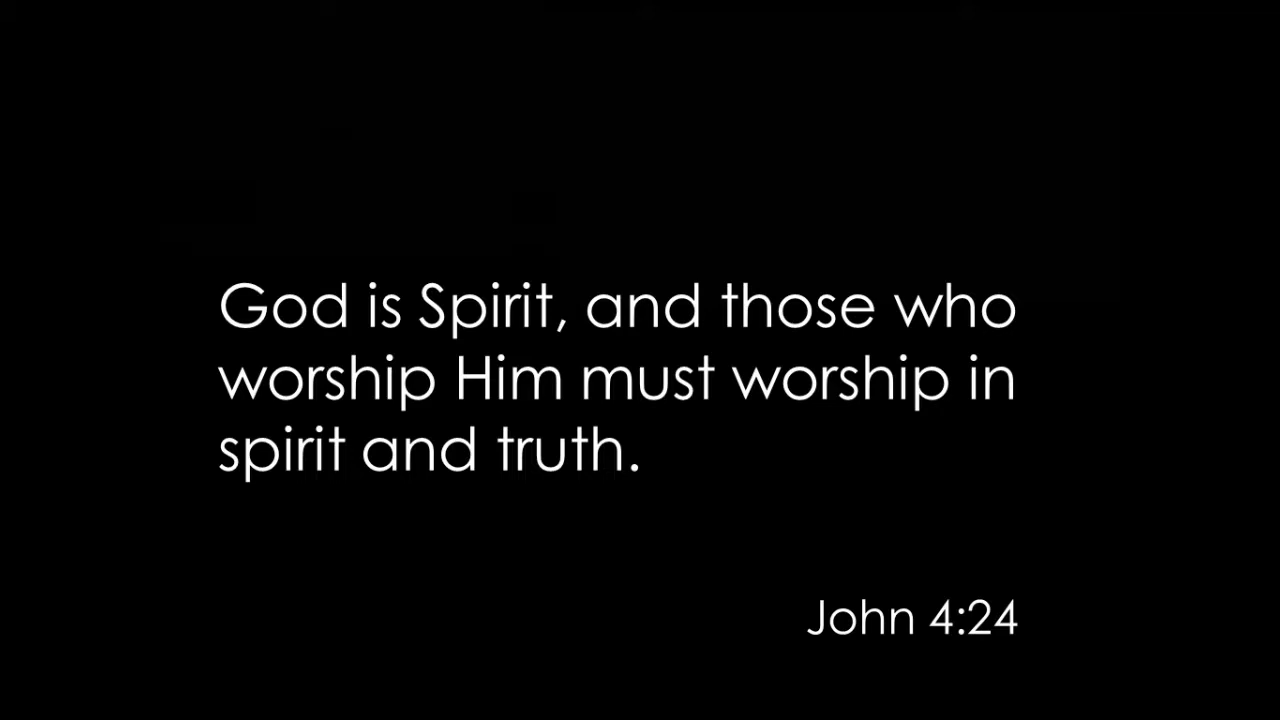 God is Spirit, and those who
worship Him must worship in
spirit and truth.
John 4:24